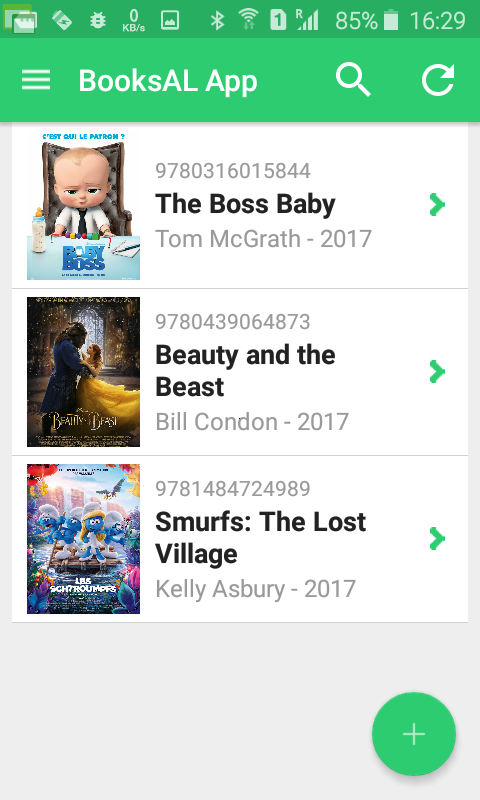 0
KB/s
1
R
85%
16:29
BooksAL App
C'EST QUI LE PATRON ?
BABY
BOSS
9780316015844
The Boss Baby
Tom McGrath - 2017
9780439064873
Beauty and the
Beast
Bill Condon - 2017
BEAUTY AND THE BEAST
9781484724989
Smurfs: The Lost
Village
Kelly Asbury - 2017
LES
SCHTROUMPFS